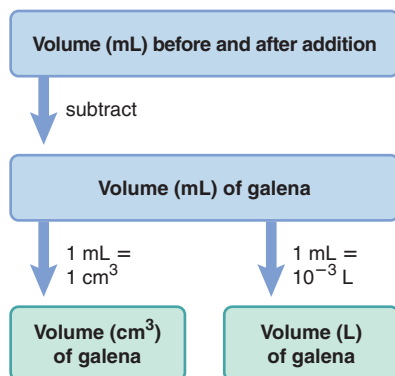 Volume (mL) before and after addition
subtract
Volume (mL) of galena
1 mL =
1 cm³
1 mL =
10⁻³ L
Volume (cm³)
of galena
Volume (L)
of galena